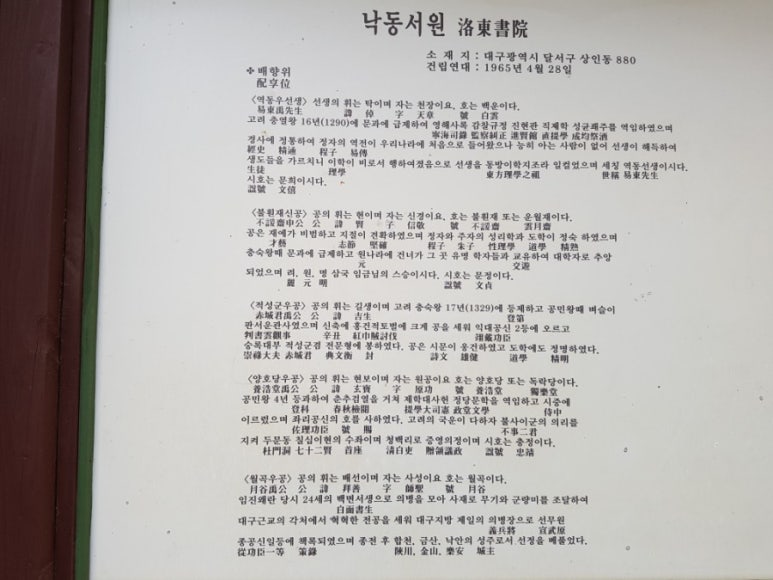 낙동서원 洛東書院
소 재 지 : 대구광역시 달서구 상인동 880
건립연대 : 1965년 4월 28일
✤ 배향위
配享位
〈역동우선생〉 선생의 휘는 탁이며 자는 천장이요, 호는 백운이다.
易東禹先生 諱 倬 字 天章 號 白雲
고려 충렬왕 16년(1290)에 문과에 급제하여 영해사록 감찰규정 진현관 직제학 성균좨주를 역임하였으며
寧海司錄 監察糾正 進賢館 直提學 成均祭酒
경사에 정통하여 정자의 역전이 우리나라에 처음으로 들어왔으나 능히 아는 사람이 없어 선생이 해득하여
經史 精通 程子 易傳
생도들을 가르치니 이학이 비로서 행하여졌음으로 선생을 동방이학지조라 일컬었으며 세칭 역동선생이시다.
生徒 理學 東方理學之祖 世稱 易東先生
시호는 문희이시다.
諡號 文僖
〈불훤재신공〉 공의 휘는 현이며 자는 신경이요, 호는 불훤재 또는 운월재이다.
不諼齋申公 公 諱 賢 字 信敬 號 不諼齋 雲月齋
공은 재예가 비범하고 지절이 견확하였으며 정자와 주자의 성리학과 도학이 정숙 하였으며
才藝 志節 堅確 程子 朱子 性理學 道學 精熟
충숙왕때 문과에 급제하고 원나라에 건너가 그 곳 유명 학자들과 교유하여 대학자로 추앙
元 交遊
되었으며 려, 원, 명 삼국 임금님의 스승이시다. 시호는 문정이다.
麗 元 明 諡號 文貞
〈적성군우공〉 공의 휘는 길생이며 고려 충숙왕 17년(1329)에 등제하고 공민왕때 벼슬이
赤城君禹公 公 諱 吉生 登第
판서운관사였으며 신축에 홍건적토벌에 크게 공을 세워 익대공신 2등에 오르고
判書雲觀事 辛丑 紅巾賊討伐 翊戴功臣
숭록대부 적성군겸 전문형에 봉하였다. 공은 시문이 웅건하였고 도학에도 정명하였다.
崇祿大夫 赤城君 典文衡 封 詩文 雄健 道學 精明
〈양호당우공〉 공의 휘는 현보이며 자는 원공이요 호는 양호당 또는 독락당이다.
養浩堂禹公 公 諱 玄寶 字 原功 號 養浩堂 獨樂堂
공민왕 4년 등과하여 춘추검열을 거쳐 제학대사헌 정당문학을 역임하고 시중에
登科 春秋檢閱 提學大司憲 政堂文學 侍中
이르렀으며 좌리공신의 호를 사하였다. 고려의 국운이 다하자 불사이군의 의리를
佐理功臣 號 賜 不事二君
지켜 두문동 칠십이현의 수좌이며 청백리로 증영의정이며 시호는 충정이다.
杜門洞 七十二賢 首座 淸白吏 贈領議政 諡號 忠靖
〈월곡우공〉 공의 휘는 배선이며 자는 사성이요 호는 월곡이다.
月谷禹公 公 諱 拜善 字 師聖 號 月谷
임진왜란 당시 24세의 백면서생으로 의병을 모아 사재로 무기와 군량미를 조달하여
白面書生
대구근교의 각처에서 혁혁한 전공을 세워 대구지방 제일의 의병장으로 선무원
義兵將 宣武原
종공신일등에 책록되었으며 종전 후 합천, 금산, 낙안의 성주로서 선정을 베풀었다.
從功臣一等 策錄 陜川, 金山, 樂安 城主